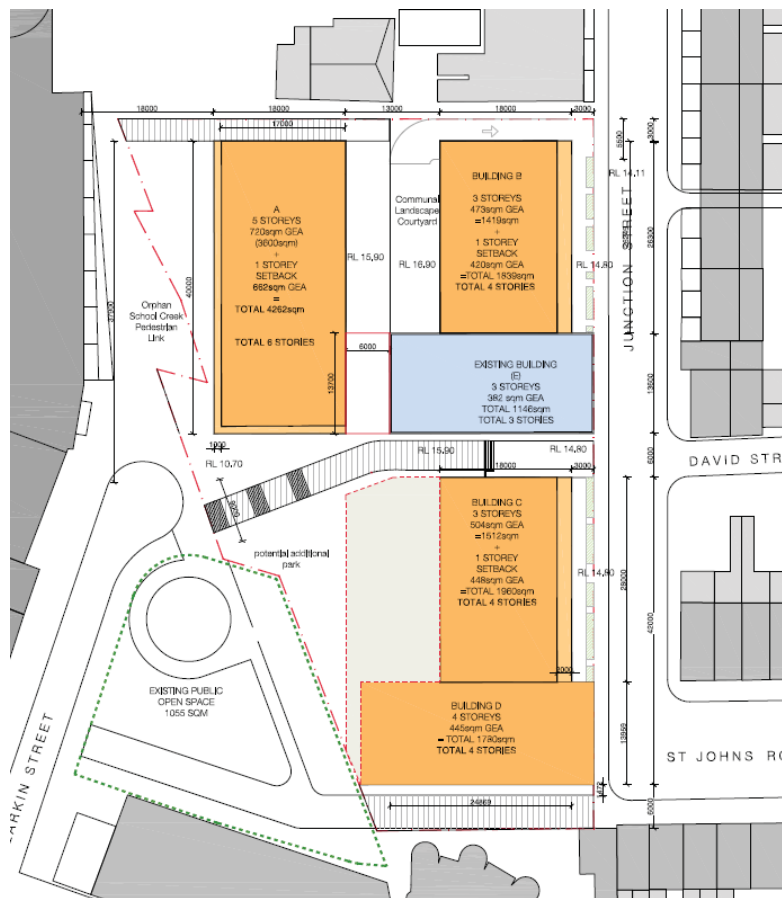 18000
18000
13000
18000
3000
17000
5500
3000
RL 14.11
A
5 STOREYS
720sqm GEA
(3600sqm)
+
1 STOREY
SETBACK
662sqm GEA
=
TOTAL 4262sqm
TOTAL 6 STORIES
BUILDING B
3 STOREYS
473sqm GEA
=1419sqm
+
1 STOREY
SETBACK
420sqm GEA
=TOTAL 1839sqm
TOTAL 4 STORIES
Communal
Landscape
Courtyard
RL 15.90
RL 16.90
RL 14.80
JUNCTION STREET
26300
40000
Orphan
School Creek
Pedestrian
Link
6000
13700
EXISTING BUILDING
(E)
3 STOREYS
382 sqm GEA
TOTAL 1146sqm
TOTAL 3 STORIES
13600
1000
RL 10.70
RL 15.90
RL 14.80
18000
3000
6000
DAVID STR
potential additional
park
BUILDING C
3 STOREYS
504sqm GEA
=1512sqm
+
1 STOREY
SETBACK
448sqm GEA
=TOTAL 1960sqm
TOTAL 4 STORIES
RL 14.80
42000
2000
EXISTING PUBLIC
OPEN SPACE
1055 SQM
BUILDING D
4 STOREYS
445sqm GEA
= TOTAL 1780sqm
TOTAL 4 STORIES
ST JOHNS RO
LARKIN STREET
24869
6000